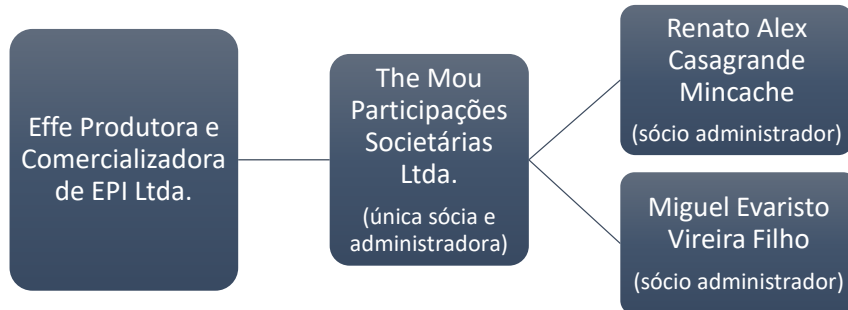 Effe Produtora e
Comercializadora
de EPI Ltda.
The Mou
Participações
Societárias
Ltda.
(única sócia e
administradora)
Renato Alex
Casagrande
Mincache
(sócio administrador)
Miguel Evaristo
Vireira Filho
(sócio administrador)